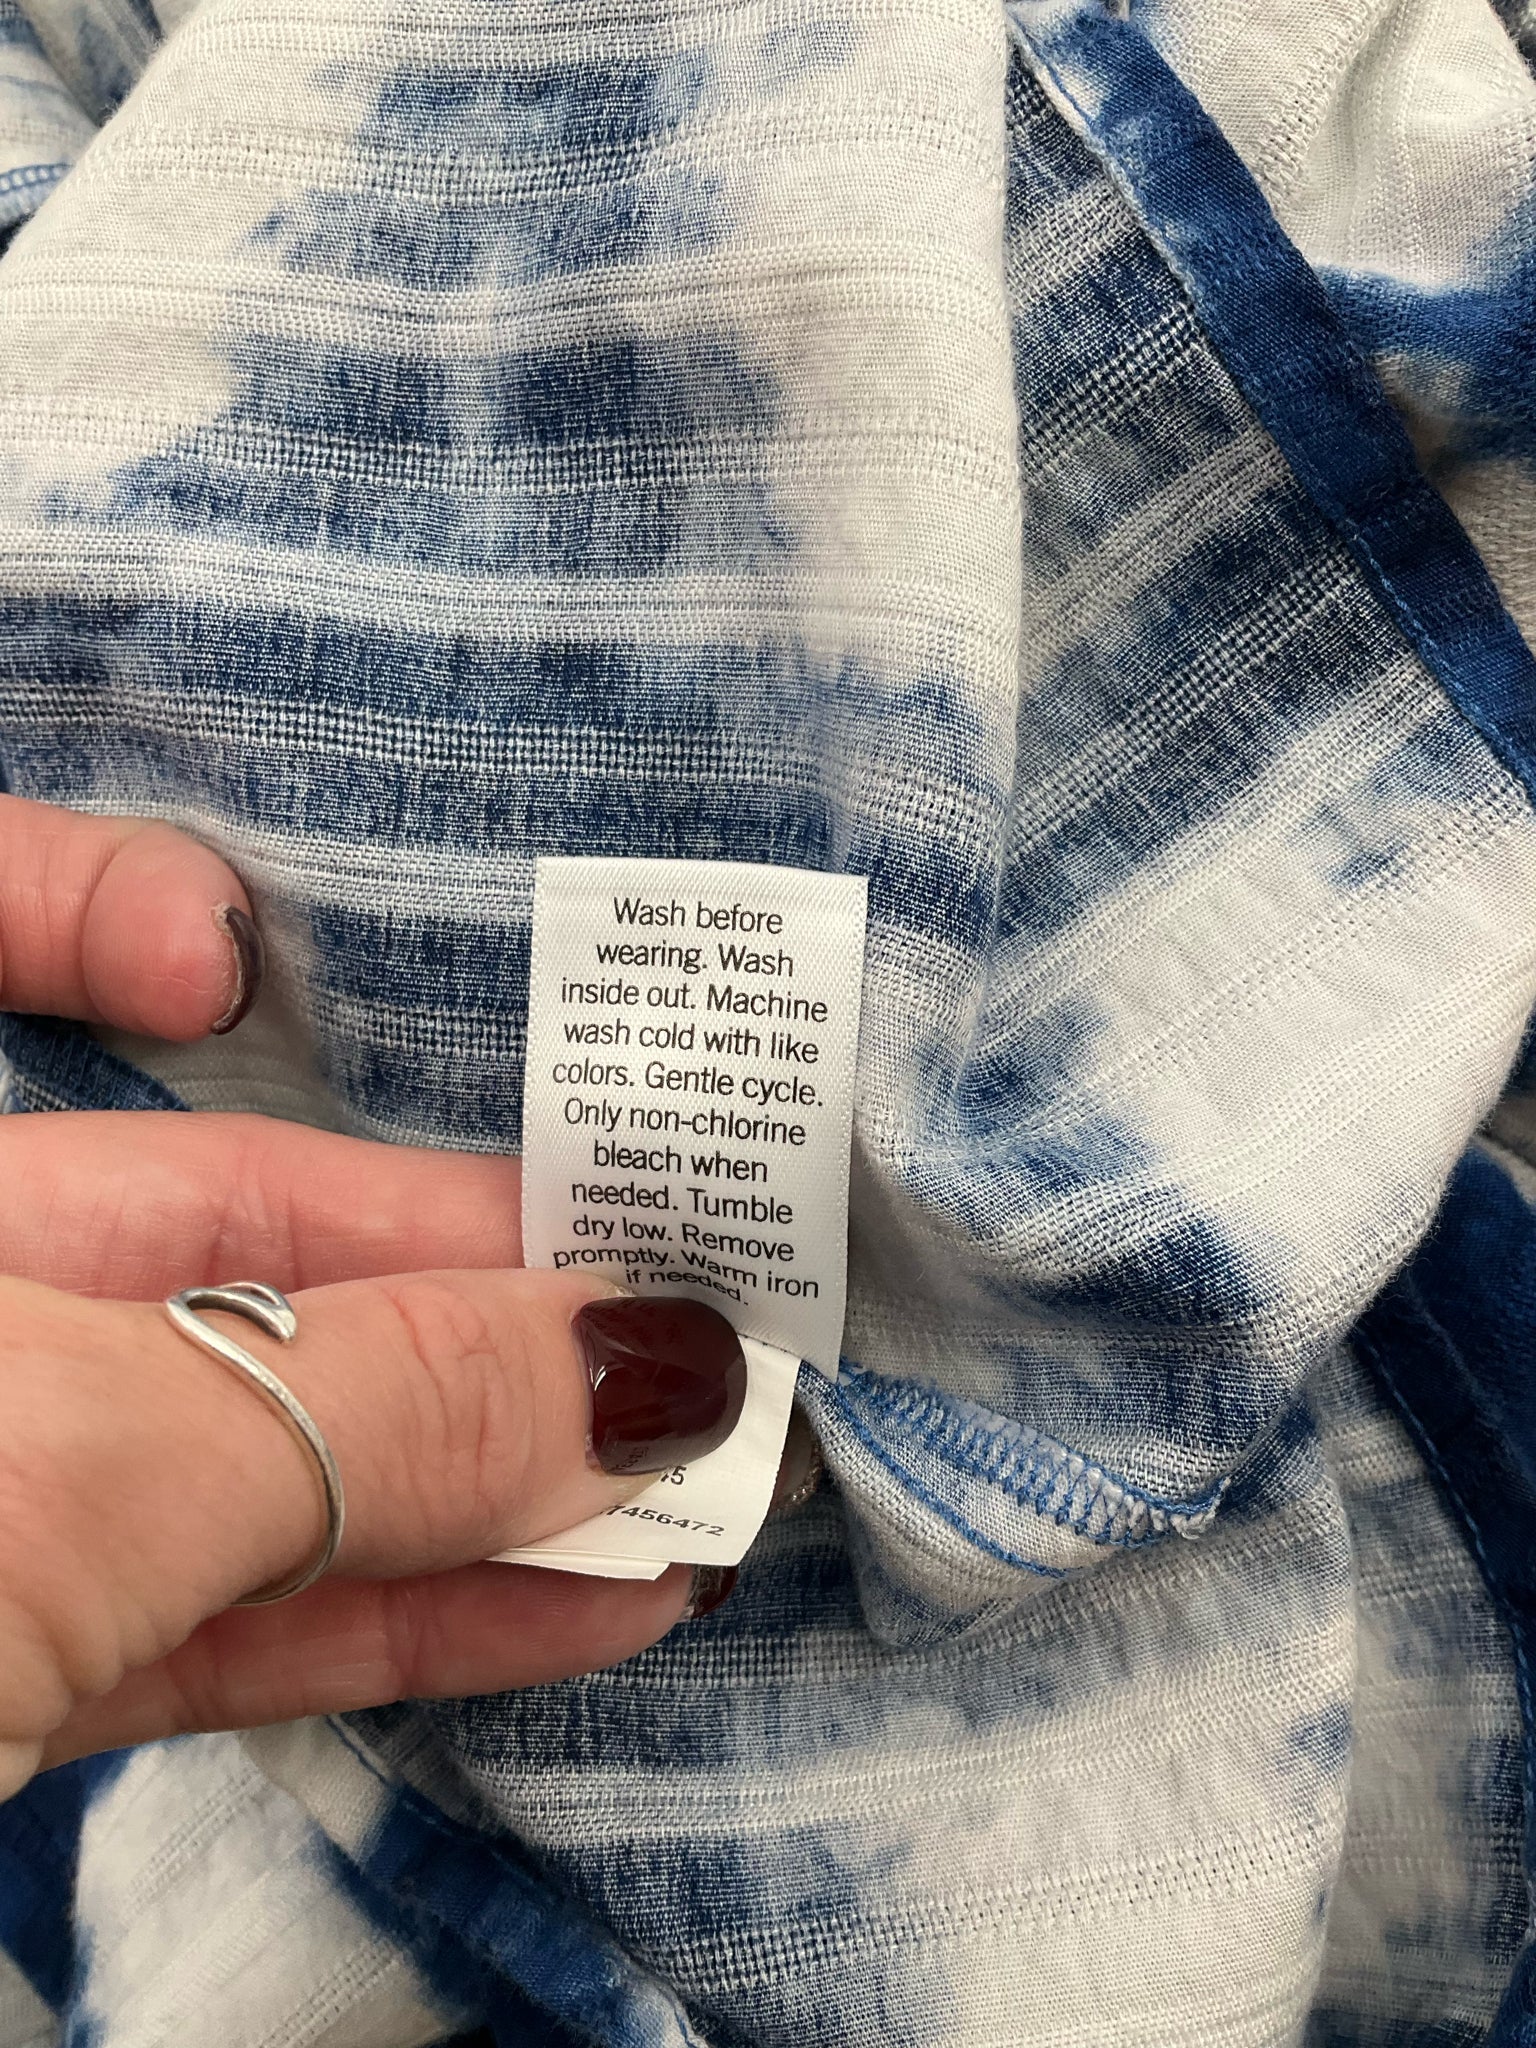 Wash before
wearing. Wash
inside out. Machine
wash cold with like
colors. Gentle cycle.
Only non-chlorine
bleach when
needed. Tumble
dry low. Remove
promptly. Warm iron
if needed.